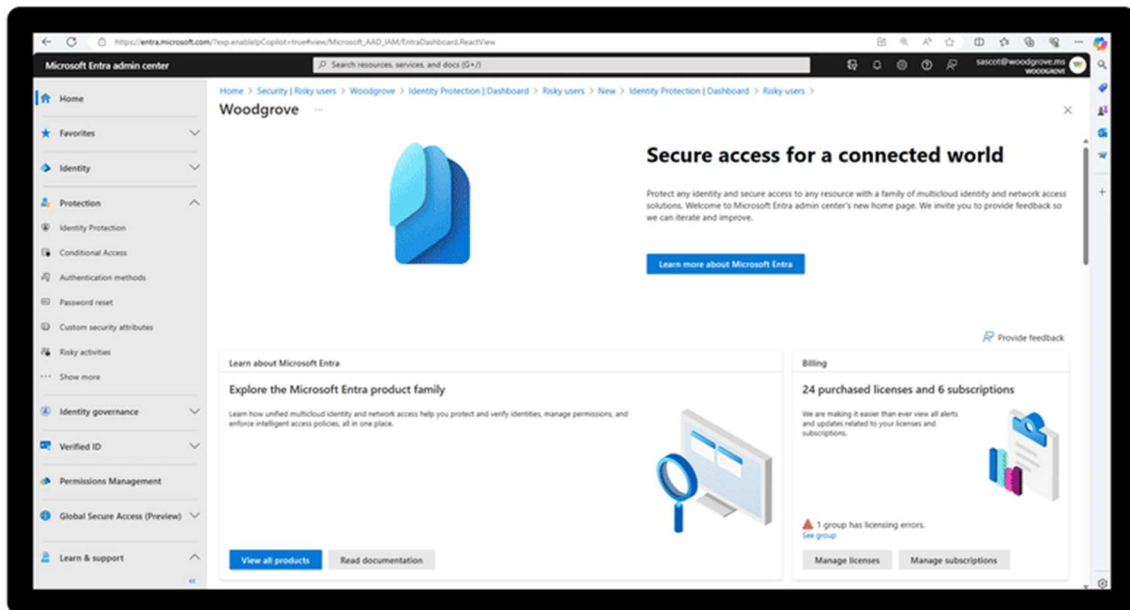 https://entra.microsoft.com/?exp.enableIpCopilot=true#view/Microsoft_AAD_IAM/EntraDashboard.ReactView
Microsoft Entra admin center
Search resources, services, and docs (G+/)
sascot@woodgrove.ms
WOODGROVE
Home
Favorites
Identity
Protection
Identity Protection
Conditional Access
Authentication methods
Password reset
Custom security attributes
Risky activities
Show more
Identity governance
Verified ID
Permissions Management
Global Secure Access (Preview)
Learn & support
Home > Security | Risky users > Woodgrove > Identity Protection | Dashboard > Risky users > New > Identity Protection | Dashboard > Risky users >
Woodgrove
Secure access for a connected world
Protect any identity and secure access to any resource with a family of multicloud identity and network access
solutions. Welcome to Microsoft Entra admin center's new home page. We invite you to provide feedback so
we can iterate and improve.
Learn more about Microsoft Entra
Provide feedback
Learn about Microsoft Entra
Explore the Microsoft Entra product family
Learn how unified multicloud identity and network access help you protect and verify identities, manage permissions, and
enforce intelligent access policies, all in one place.
View all products
Read documentation
Billing
24 purchased licenses and 6 subscriptions
We are making it easier than ever view all alerts
and updates related to your licenses and
subscriptions.
1 group has licensing errors.
See group
Manage licenses
Manage subscriptions